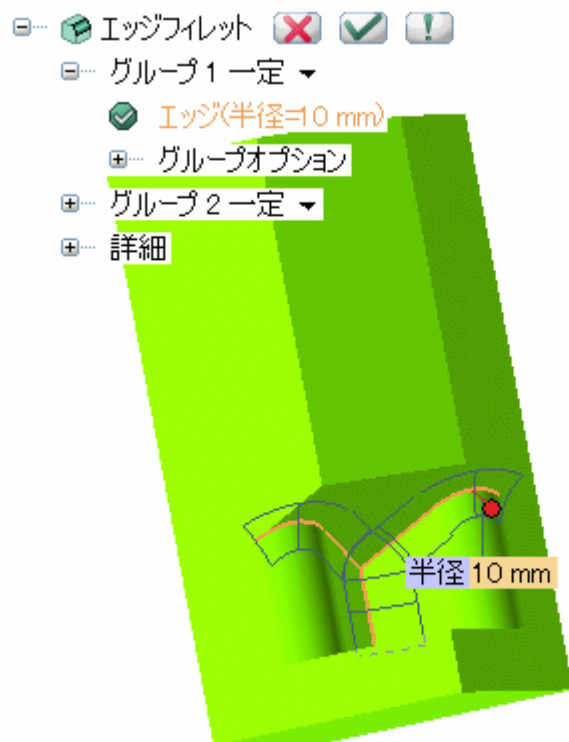 エッジフィレット
グループ 1 一定
エッジ(半径=10 mm)
グループオプション
グループ 2 一定
詳細
半径 10 mm